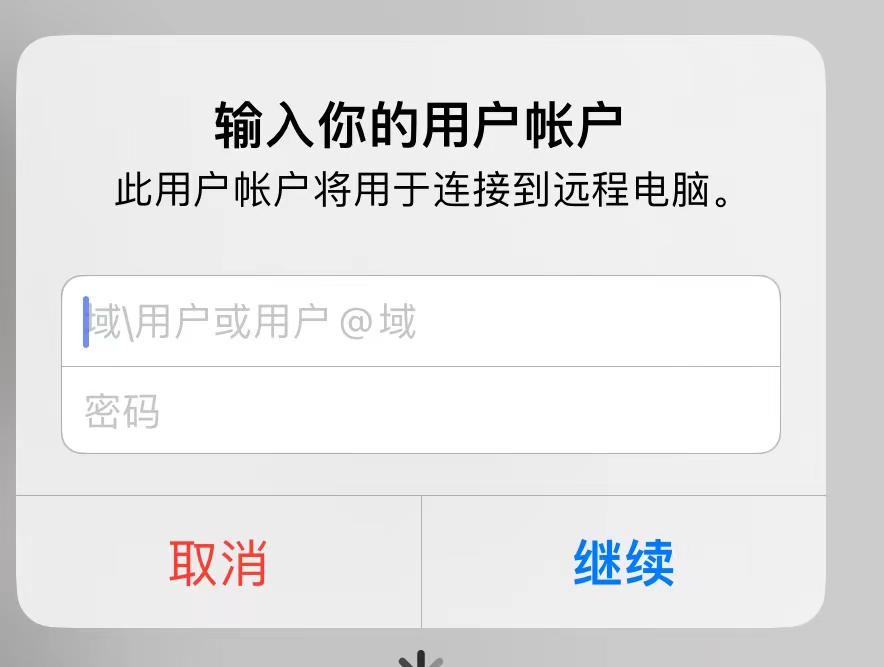 输入你的用户帐户
此用户帐户将用于连接到远程电脑。
域\用户或用户@域
密码
取消
继续